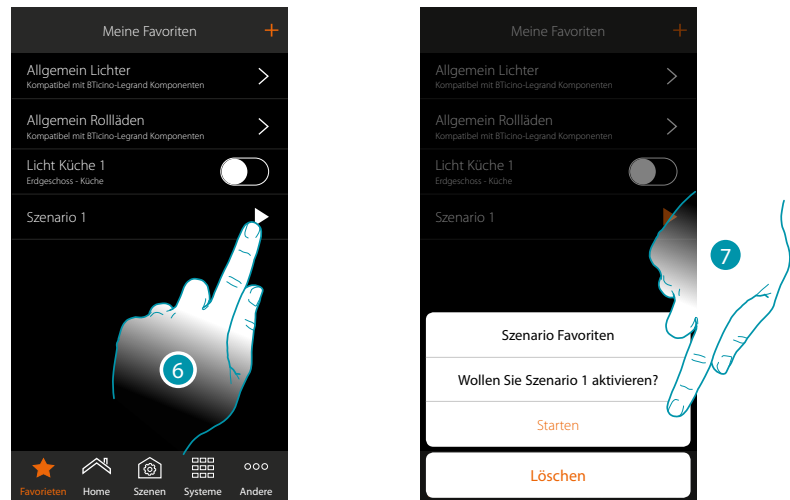 Meine Favoriten
+
Allgemein Lichter
Kompatibel mit BTicino-Legrand Komponenten
Allgemein Rollläden
Kompatibel mit BTicino-Legrand Komponenten
Licht Küche 1
Erdgeschoss - Küche
Szenario 1
6
Favorieten Home Szenen Systeme Andere
Meine Favoriten
+
Allgemein Lichter
Kompatibel mit BTicino-Legrand Komponenten
Allgemein Rollläden
Kompatibel mit BTicino-Legrand Komponenten
Licht Küche 1
Erdgeschoss - Küche
Szenario 1
7
Szenario Favoriten
Wollen Sie Szenario 1 aktivieren?
Starten
Löschen